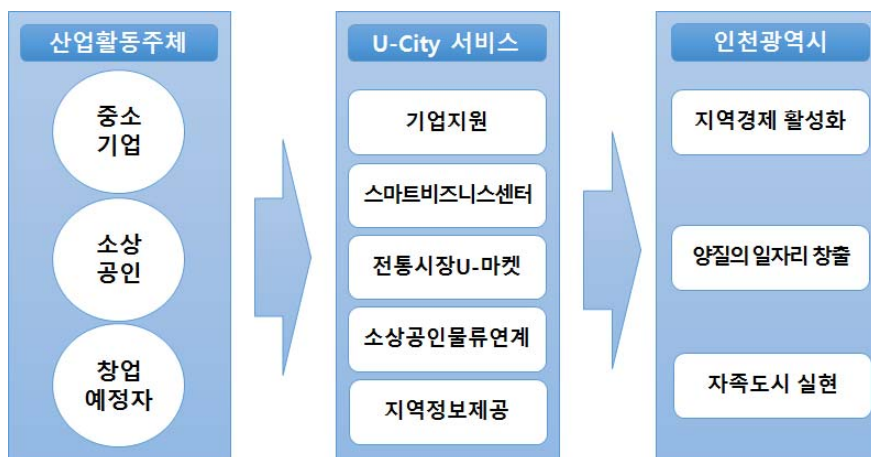 산업활동주체
중소
기업
소상
공인
창업
예정자
U-City 서비스
기업지원
스마트비즈니스센터
전통시장U-마켓
소상공인물류연계
지역정보제공
인천광역시
지역경제 활성화
양질의 일자리 창출
자족도시 실현